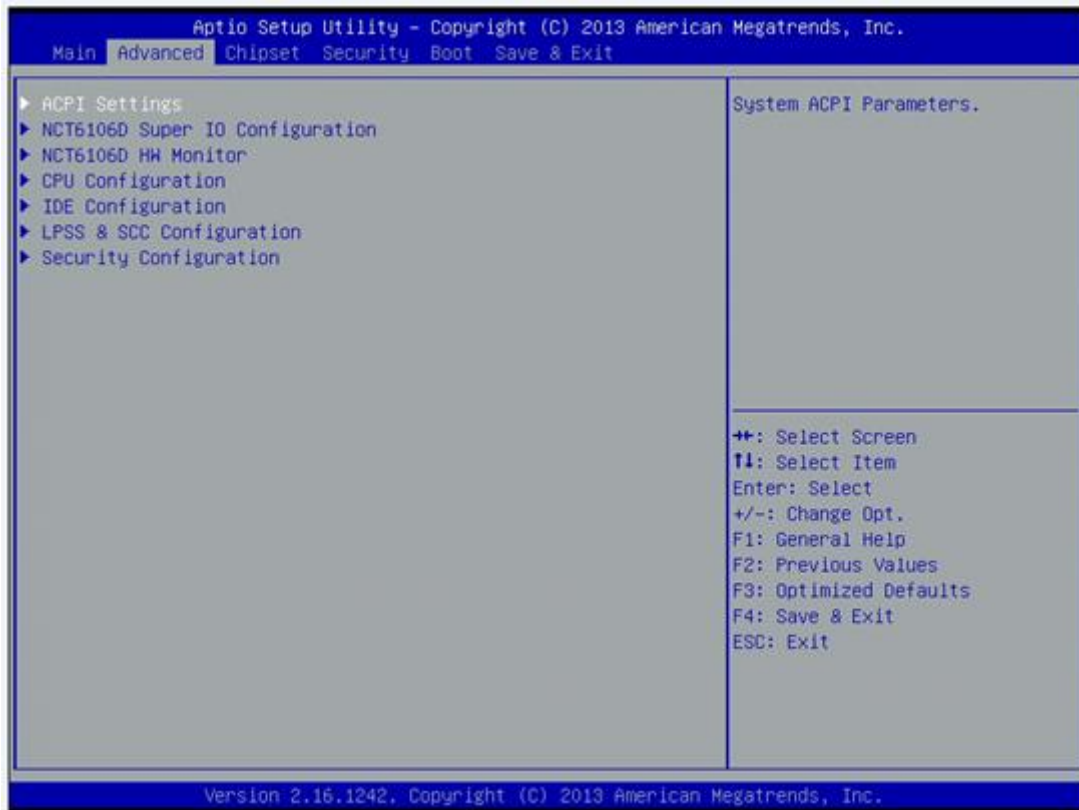 Aptio Setup Utility – Copyright (C) 2013 American Megatrends, Inc.
Main Advanced Chipset Security Boot Save & Exit
▶ ACPI Settings
▶ NCT6106D Super IO Configuration
▶ NCT6106D HW Monitor
▶ CPU Configuration
▶ IDE Configuration
▶ LPSS & SCC Configuration
▶ Security Configuration
System ACPI Parameters.
→←: Select Screen
↑↓: Select Item
Enter: Select
+/-: Change Opt.
F1: General Help
F2: Previous Values
F3: Optimized Defaults
F4: Save & Exit
ESC: Exit
Version 2.16.1242. Copyright (C) 2013 American Megatrends, Inc.